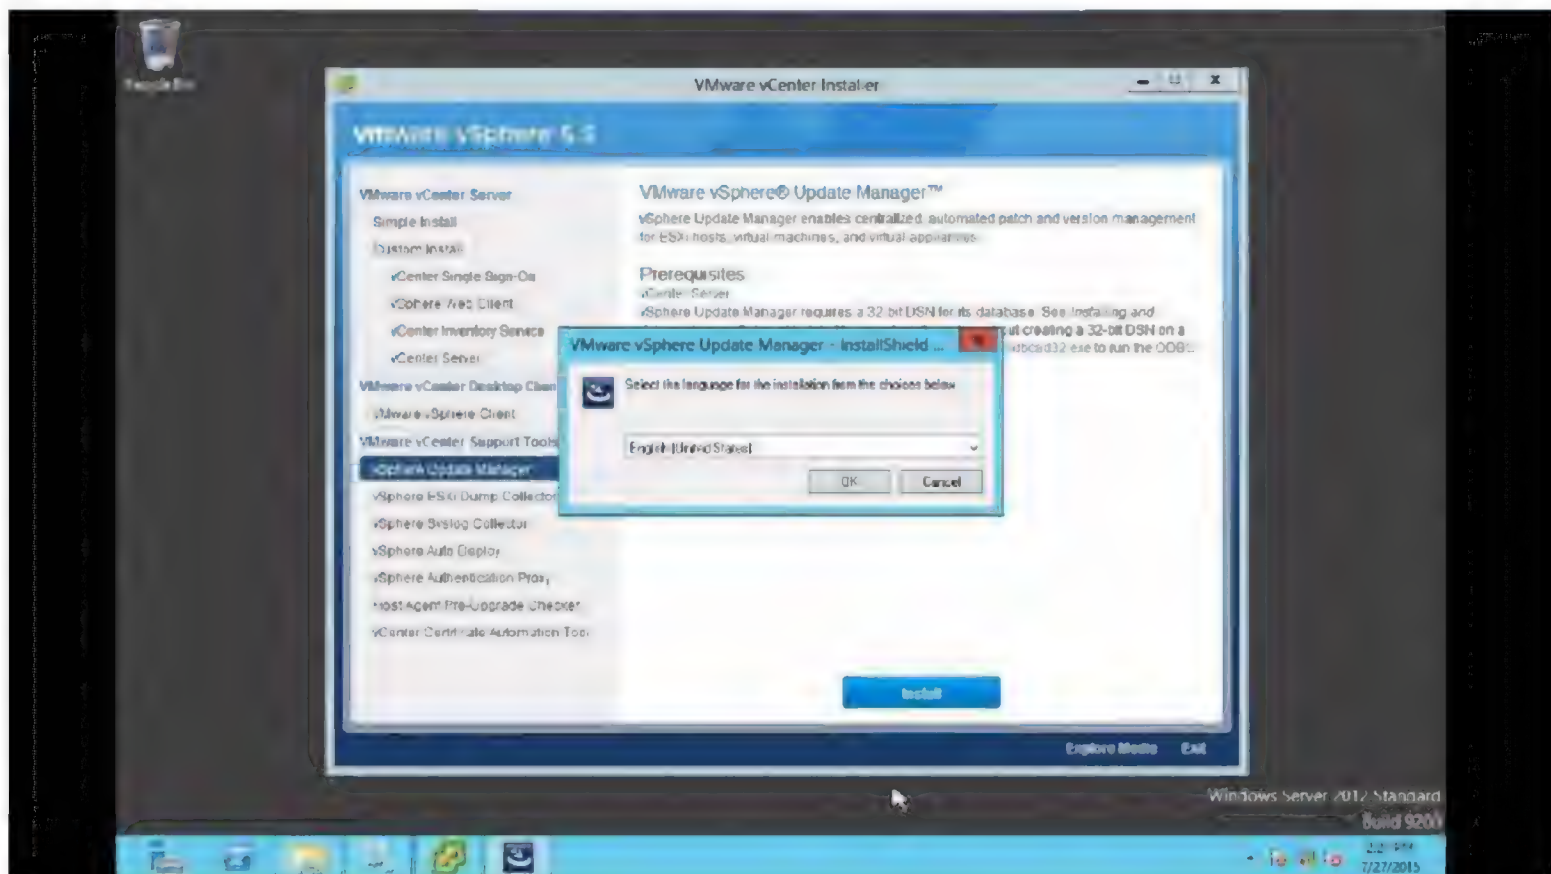 Recycle Bin
VMware vCenter Installer
VMware vSphere 5.5
VMware vCenter Server
Simple Install
Custom Install
vCenter Single Sign-On
vSphere Web Client
vCenter Inventory Service
vCenter Server
VMware vCenter Desktop Clien
VMware vSphere Client
VMware vCenter Support Tools
vSphere Update Manager
vSphere ESXi Dump Collector
vSphere Syslog Collector
vSphere Auto Deploy
vSphere Authentication Proxy
Host Agent Pre-Upgrade Checker
vCenter Certificate Automation Tool
VMware vSphere® Update Manager™
vSphere Update Manager enables centralized, automated patch and version management
for ESXi hosts, virtual machines, and virtual appliances.
Prerequisites
vCenter Server
vSphere Update Manager requires a 32 bit DSN for its database. See Installing and
ut creating a 32-bit DSN on a
odbcad32.exe to run the ODBC
VMware vSphere Update Manager - InstallShield ...
Select the language for the installation from the choices below.
English (United States)
OK
Cancel
Install
Explore Media
Exit
Windows Server 2012 Standard
Build 9200
7/27/2015